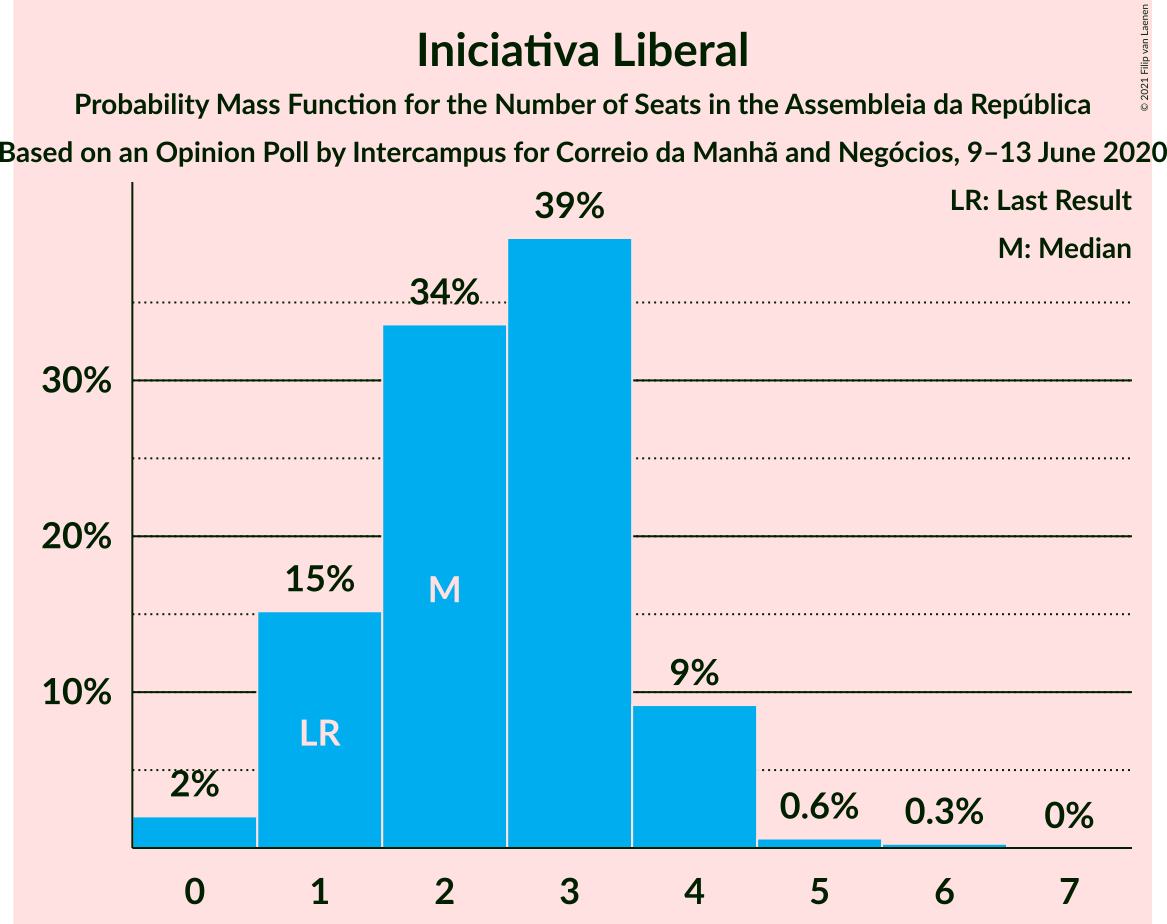 Iniciativa Liberal
Probability Mass Function for the Number of Seats in the Assembleia da República
Based on an Opinion Poll by Intercampus for Correio da Manhã and Negócios, 9–13 June 2020
© 2021 Filip van Laenen
LR: Last Result
M: Median
39%
34%
30%
20%
15%
M
9%
10%
LR
2%
0.6%
0.3%
0%
0 1 2 3 4 5 6 7